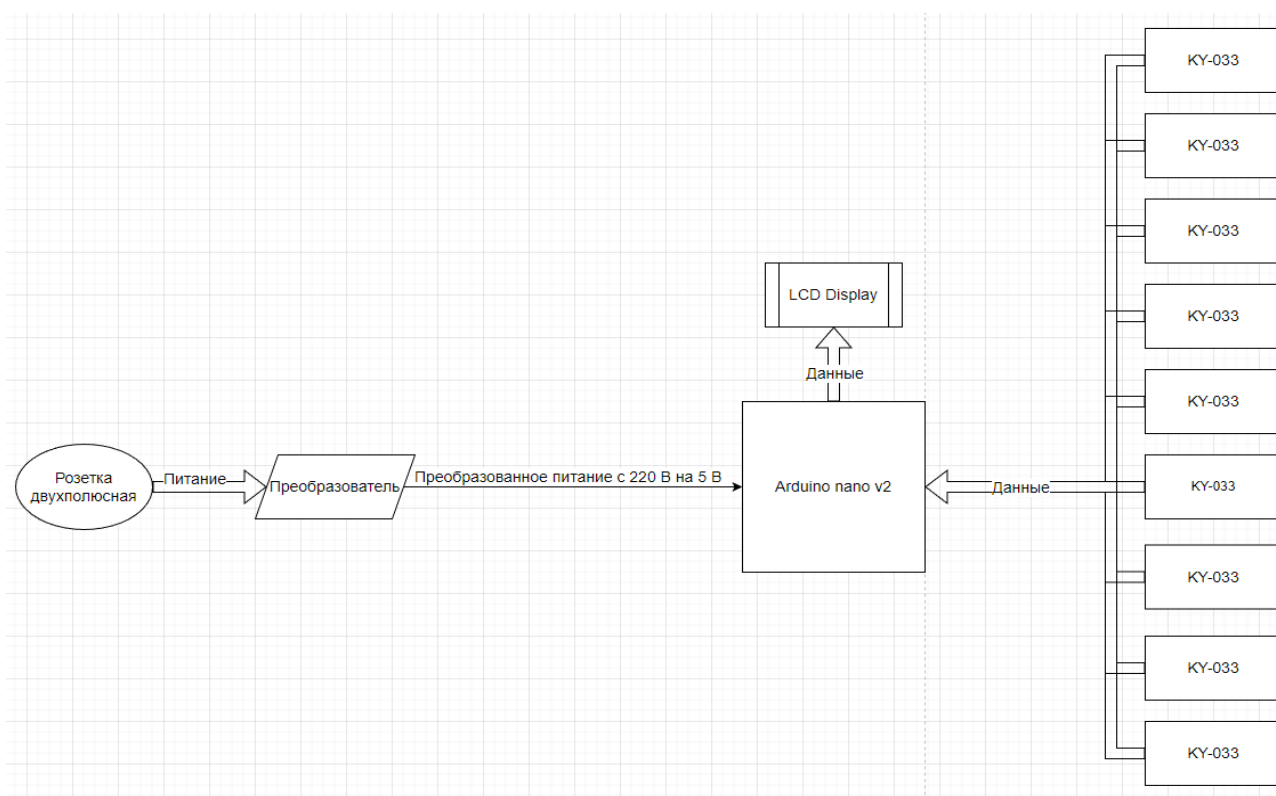 KY-033
KY-033
KY-033
LCD Display
KY-033
Данные
KY-033
Розетка
двухполюсная
Питание
Преобразователь
Преобразованное питание с 220 В на 5 В
Arduino nano v2
Данные
KY-033
KY-033
KY-033
KY-033